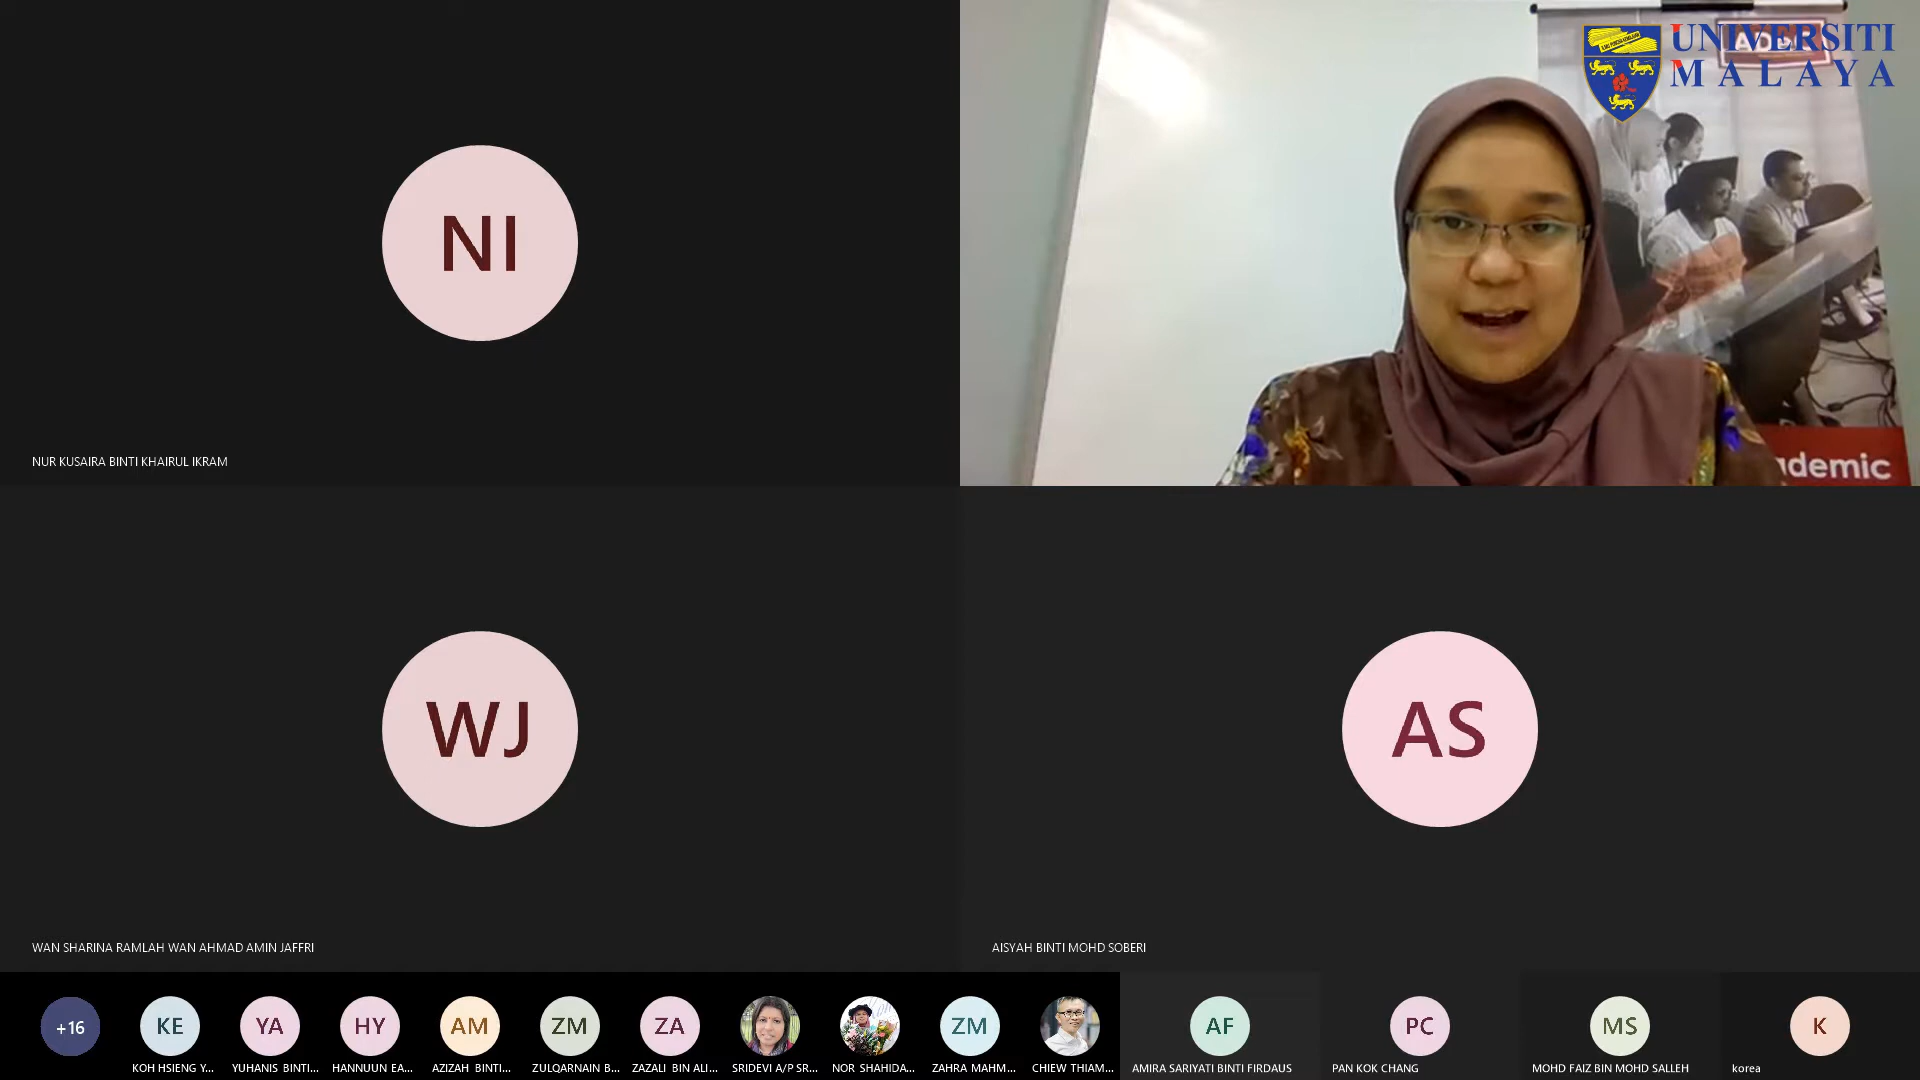 NI
NUR KUSAIRA BINTI KHAIRUL IKRAM
UNIVERSITI
MALAYA
demic
WJ
WAN SHARINA RAMLAH WAN AHMAD AMIN JAFFRI
AS
AISYAH BINTI MOHD SOBERI
+16
KE
YA
HY
AM
ZM
ZA
ZM
AF
PC
MS
K
KOH HSIENG Y...
YUHANIS BINTI...
HANNUUN EA...
AZIZAH BINTI...
ZULQARNAIN B...
ZAZALI BIN ALI...
SRIDEVI A/P SR...
NOR SHAHIDA...
ZAHRA MAHM...
CHIEW THIAM...
AMIRA SARIYATI BINTI FIRDAUS
PAN KOK CHANG
MOHD FAIZ BIN MOHD SALLEH
korea